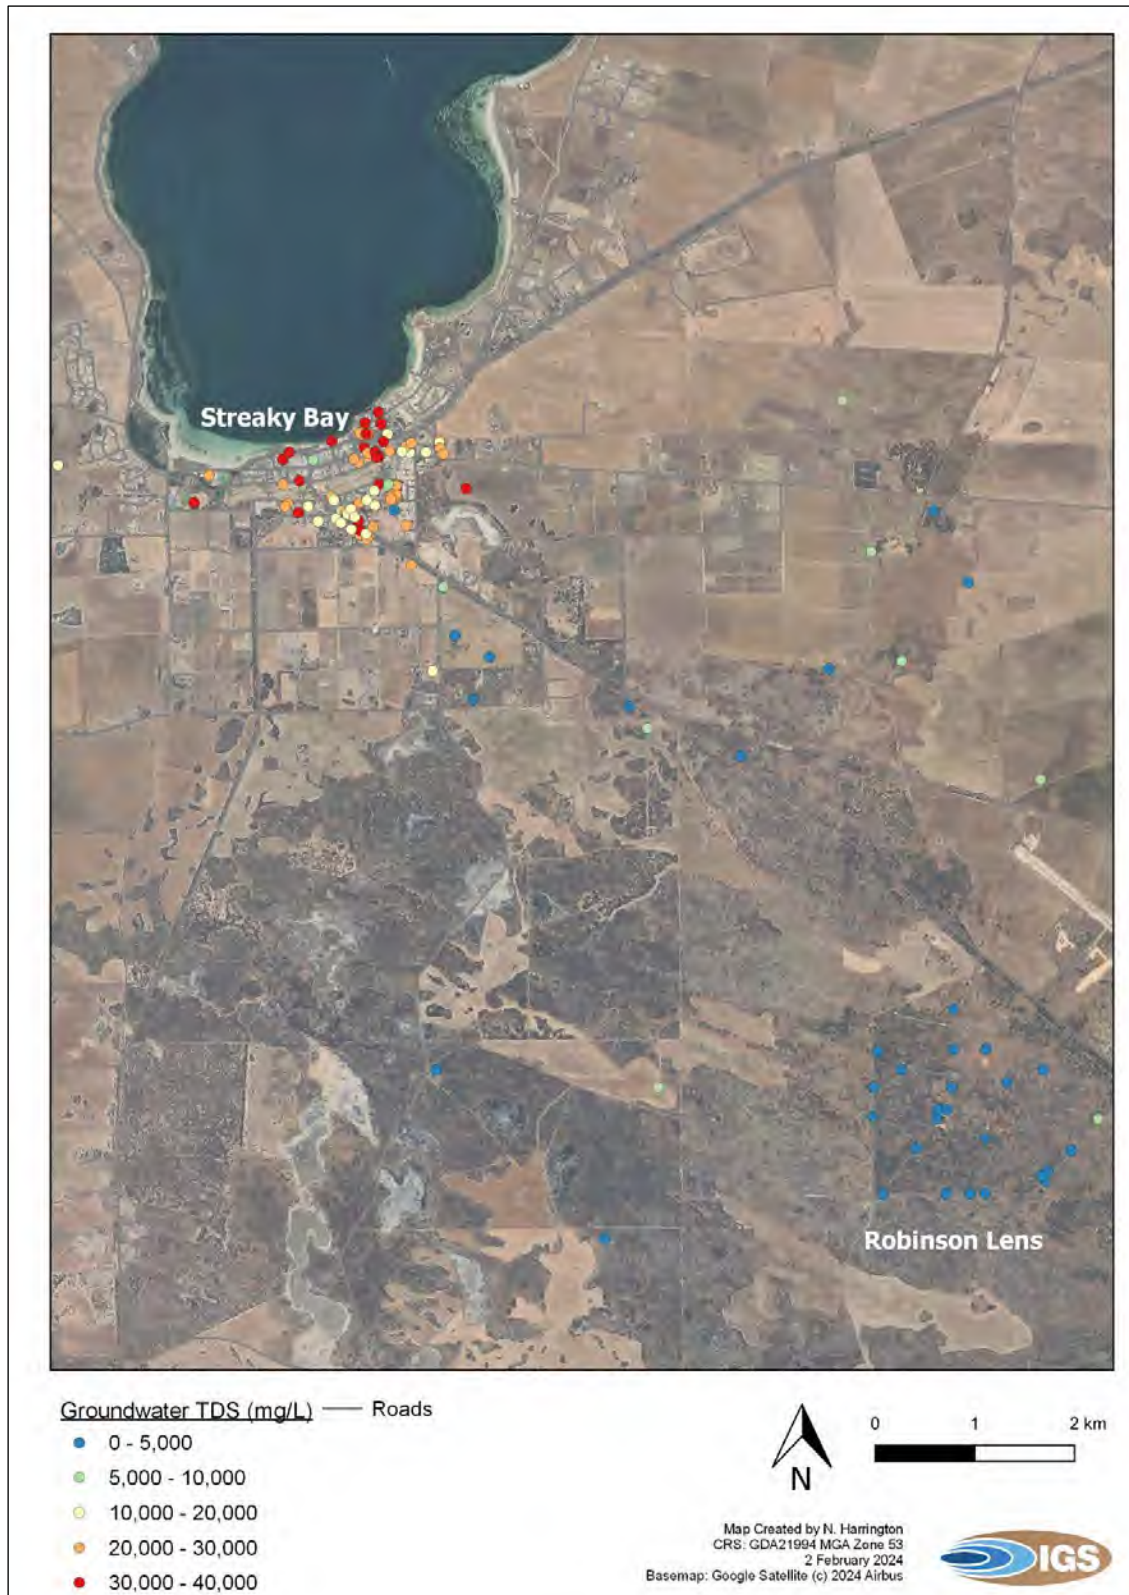 Streaky Bay
Robinson Lens
Groundwater TDS (mg/L) Roads
0 - 5,000
5,000 - 10,000
10,000 - 20,000
20,000 - 30,000
30,000 - 40,000
0 1 2 km
N
Map Created by N. Harrington
CRS: GDA21994 MGA Zone 53
2 February 2024
Basemap: Google Satellite (c) 2024 Airbus
IGS